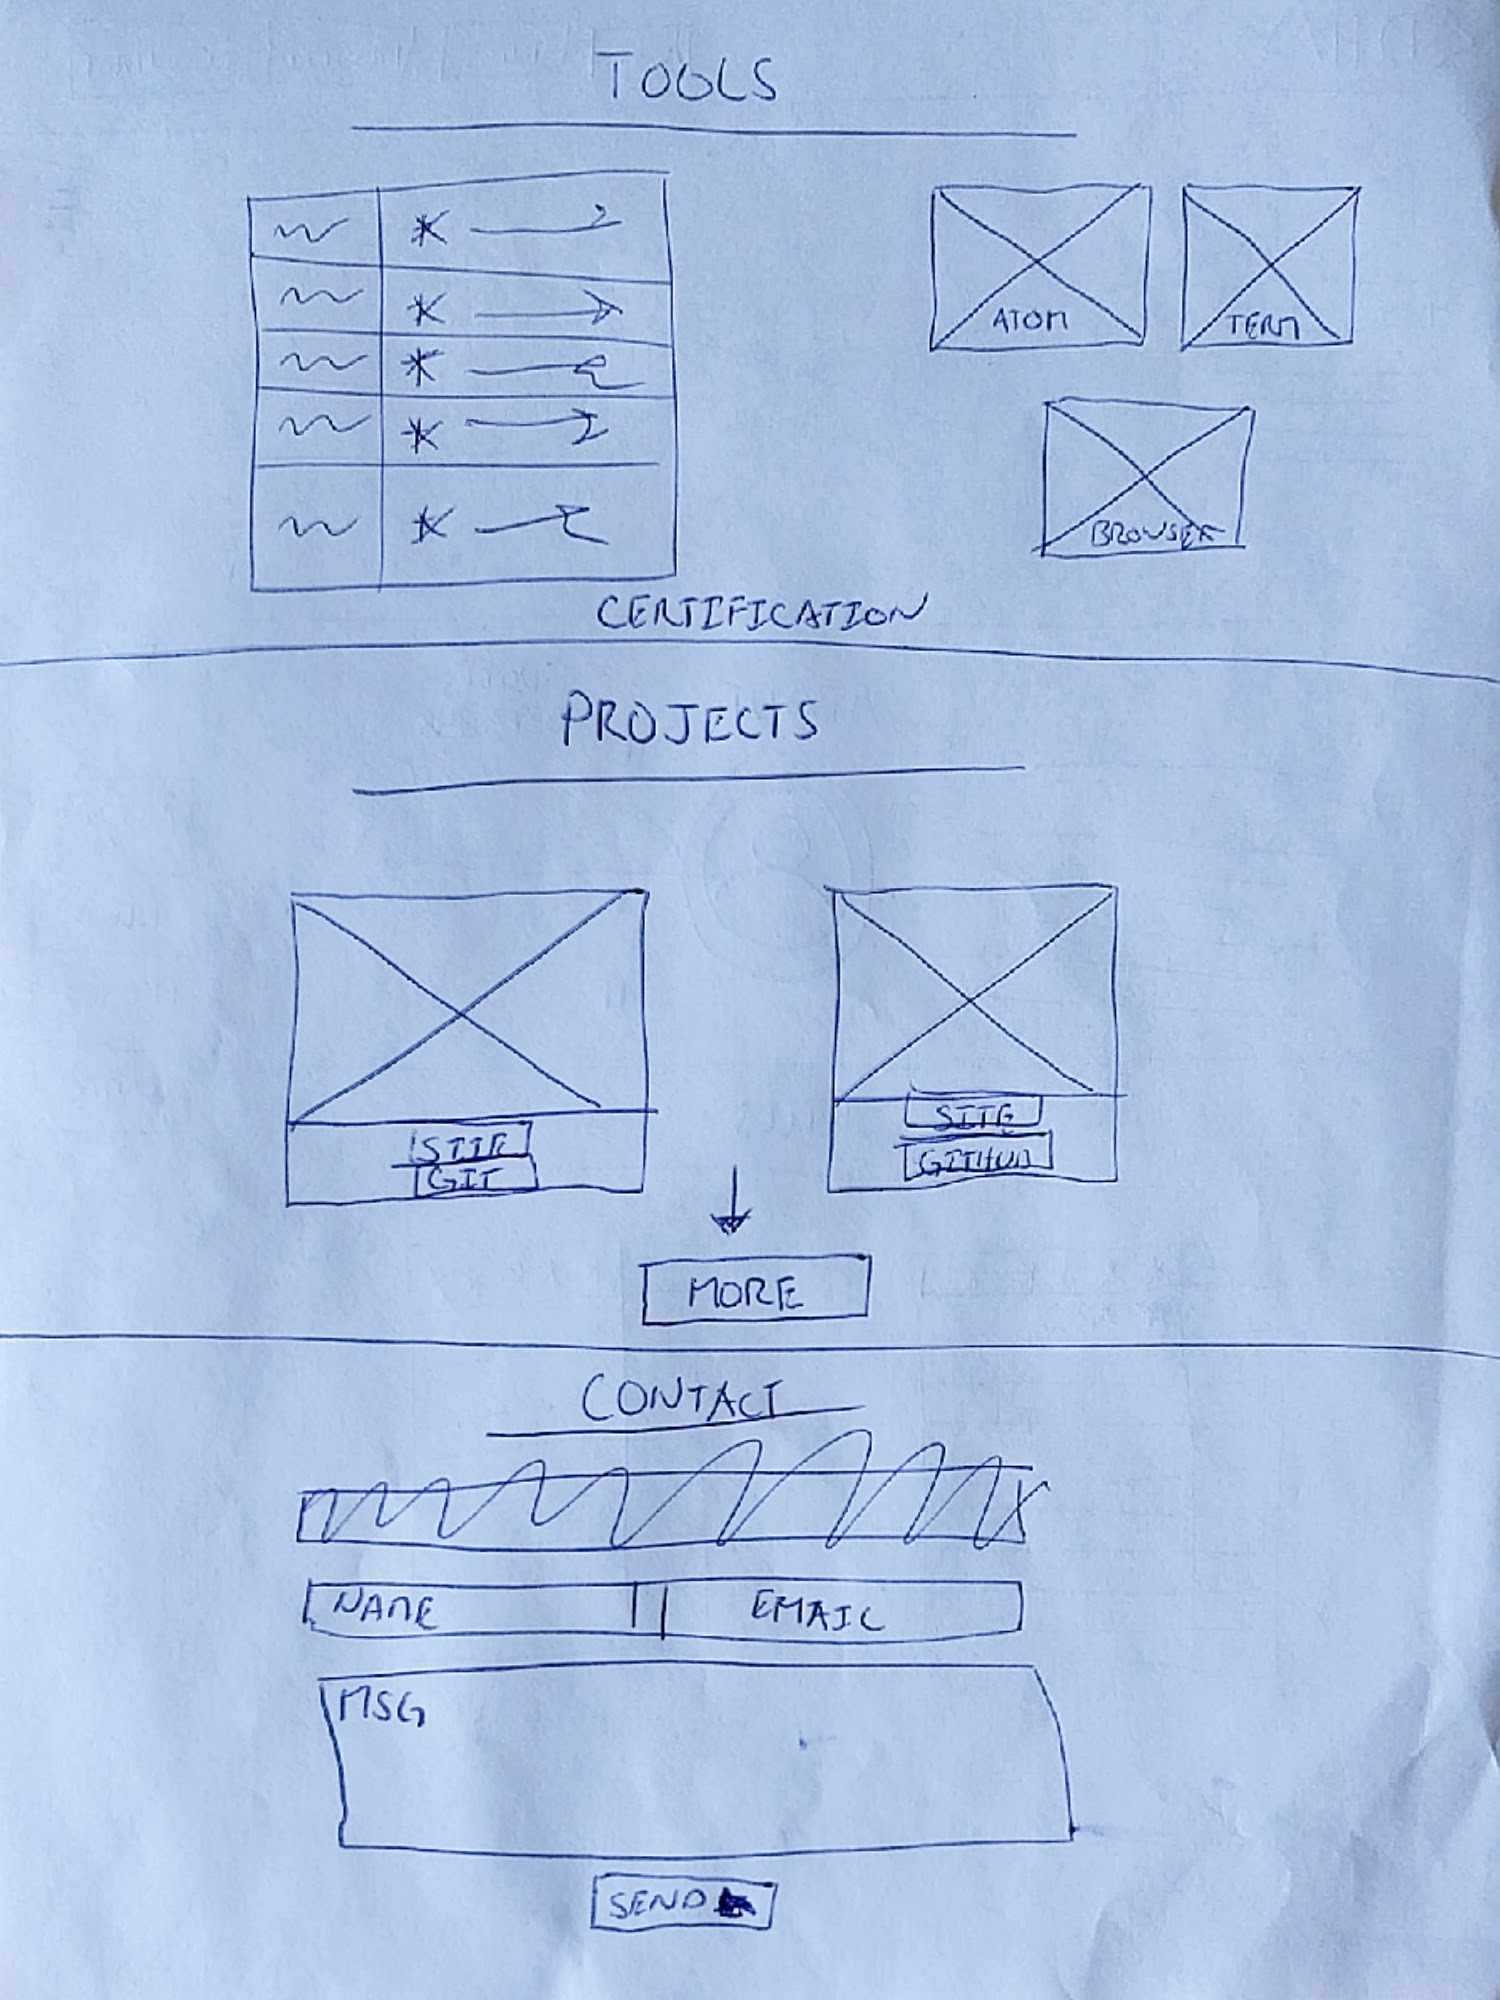 TOOLS
ATOM TERM
BROWSER
CERTIFICATION
PROJECTS
SITE
GIT
SITE
GITHUB
MORE
CONTACT
NAME EMAIL
MSG
SEND